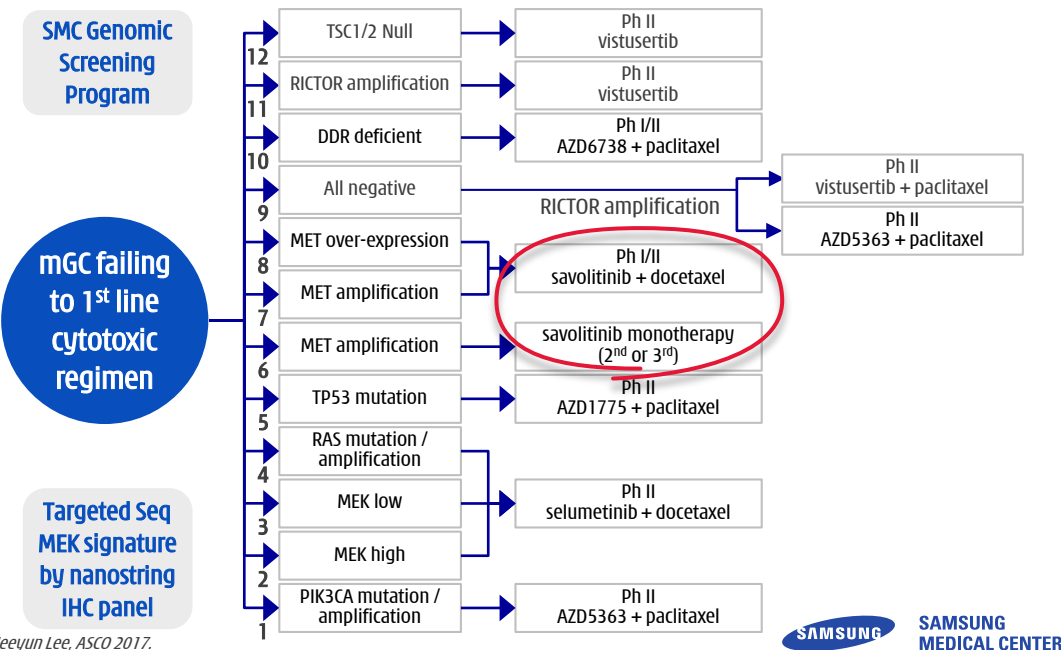 SMC Genomic
Screening
Program
mGC failing
to 1st line
cytotoxic
regimen
Targeted Seq
MEK signature
by nanostring
IHC panel
TSC1/2 Null
12
Ph II
vistusertib
RICTOR amplification
11
Ph II
vistusertib
DDR deficient
10
Ph I/II
AZD6738 + paclitaxel
All negative
9
RICTOR amplification
Ph II
vistusertib + paclitaxel
Ph II
AZD5363 + paclitaxel
MET over-expression
8
MET amplification
7
Ph I/II
savolitinib + docetaxel
MET amplification
6
savolitinib monotherapy
(2nd or 3rd)
TP53 mutation
5
Ph II
AZD1775 + paclitaxel
RAS mutation /
amplification
4
MEK low
3
MEK high
2
Ph II
selumetinib + docetaxel
PIK3CA mutation /
amplification
1
Ph II
AZD5363 + paclitaxel
Lee, ASCO 2017.
SAMSUNG
SAMSUNG
MEDICAL CENTER